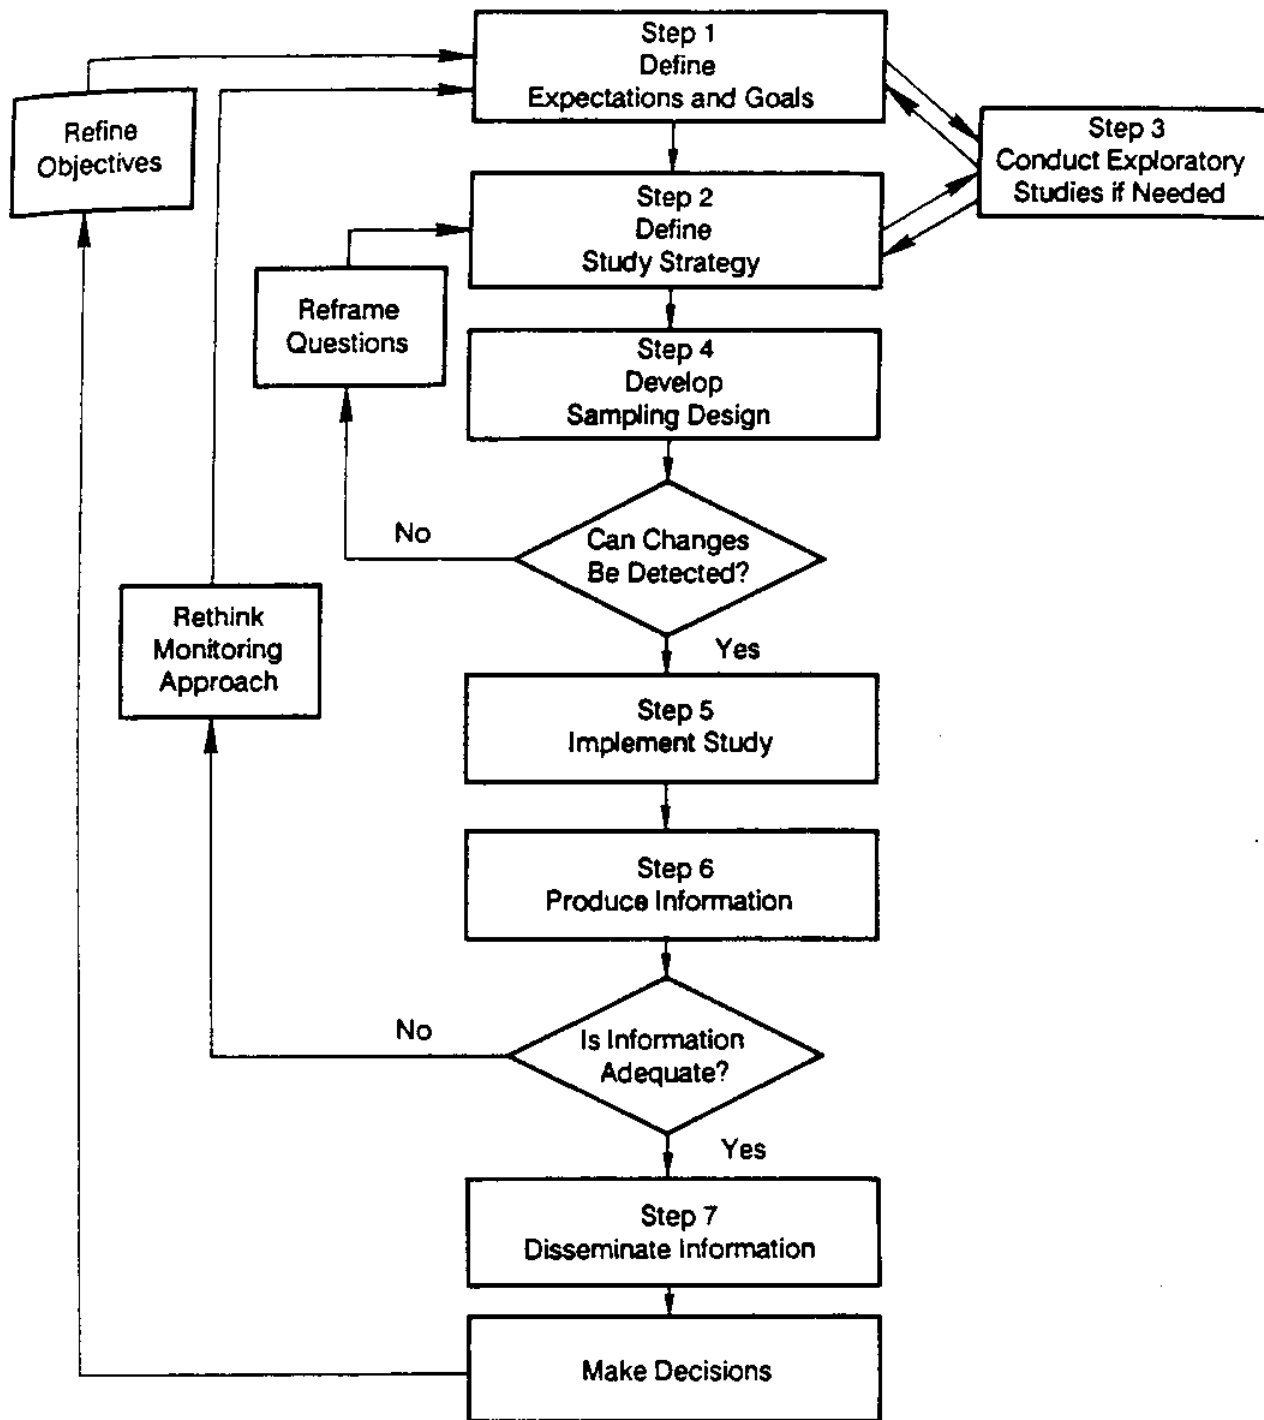 Step 1
Define
Expectations and Goals
Refine
Objectives
Step 3
Conduct Exploratory
Studies if Needed
Step 2
Define
Study Strategy
Reframe
Questions
Step 4
Develop
Sampling Design
No
Can Changes
Be Detected?
Yes
Rethink
Monitoring
Approach
Step 5
Implement Study
Step 6
Produce Information
No
Is Information
Adequate?
Yes
Step 7
Disseminate Information
Make Decisions